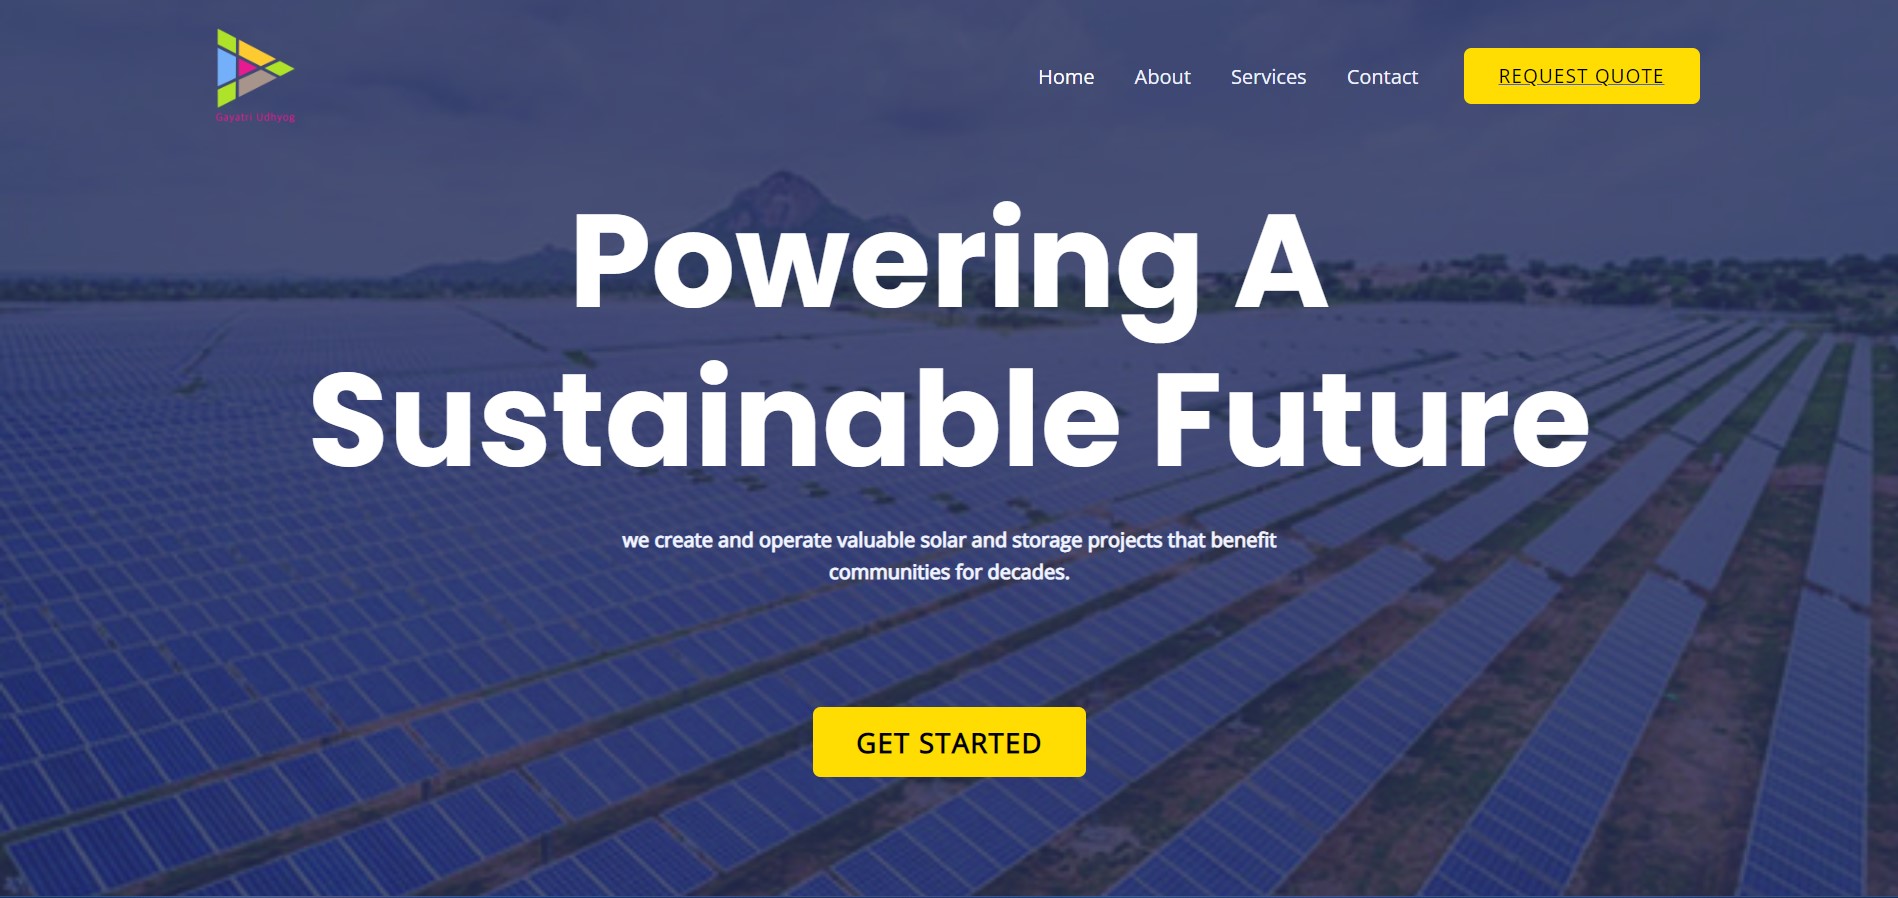 Gayatri Udhyog
Home About Services Contact REQUEST QUOTE
Powering A
Sustainable Future
we create and operate valuable solar and storage projects that benefit
communities for decades.
GET STARTED